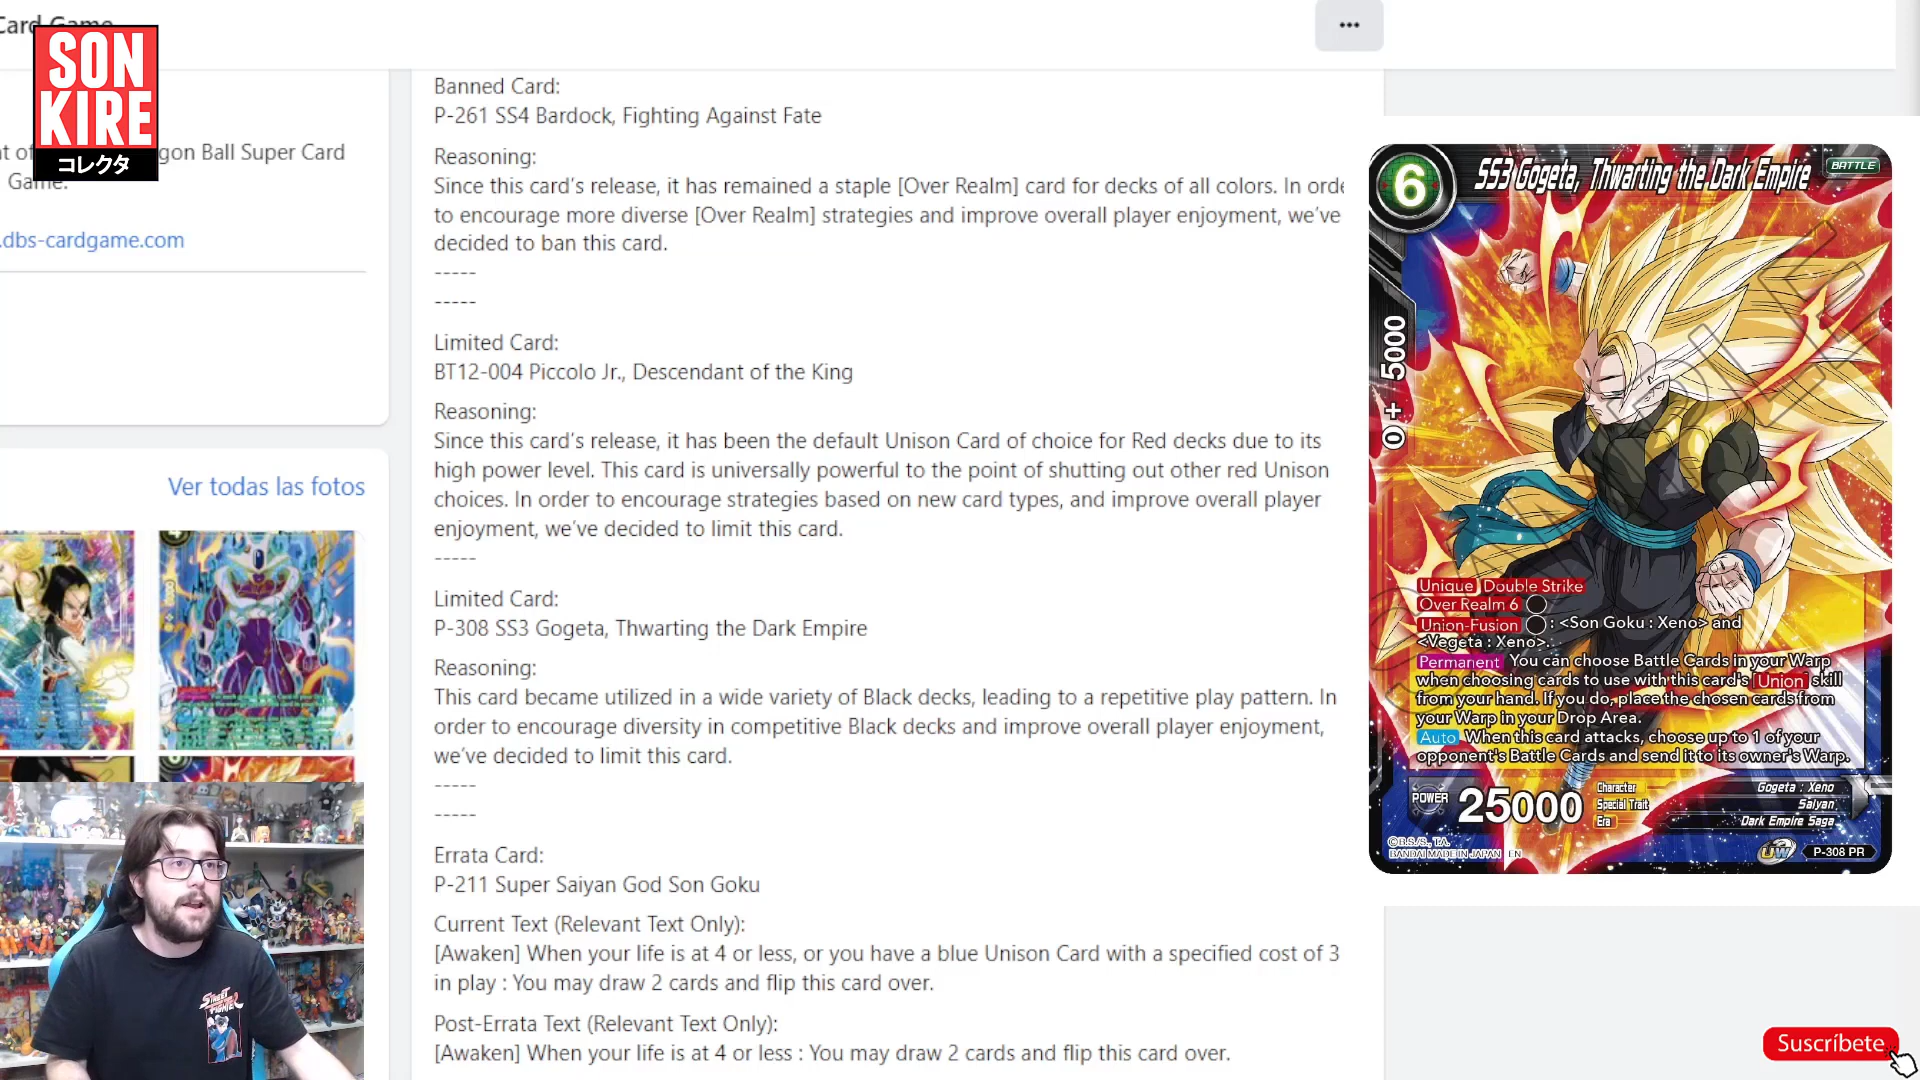 Card Game
SON
KIRE
コレクタ
gon Ball Super Card
Game.
.dbs-cardgame.com
Ver todas las fotos
•••
Banned Card:
P-261 SS4 Bardock, Fighting Against Fate
Reasoning:
Since this card’s release, it has remained a staple [Over Realm] card for decks of all colors. In orde
to encourage more diverse [Over Realm] strategies and improve overall player enjoyment, we’ve
decided to ban this card.
-----
-----
Limited Card:
BT12-004 Piccolo Jr., Descendant of the King
Reasoning:
Since this card’s release, it has been the default Unison Card of choice for Red decks due to its
high power level. This card is universally powerful to the point of shutting out other red Unison
choices. In order to encourage strategies based on new card types, and improve overall player
enjoyment, we’ve decided to limit this card.
-----
Limited Card:
P-308 SS3 Gogeta, Thwarting the Dark Empire
Reasoning:
This card became utilized in a wide variety of Black decks, leading to a repetitive play pattern. In
order to encourage diversity in competitive Black decks and improve overall player enjoyment,
we’ve decided to limit this card.
-----
-----
Errata Card:
P-211 Super Saiyan God Son Goku
Current Text (Relevant Text Only):
[Awaken] When your life is at 4 or less, or you have a blue Unison Card with a specified cost of 3
in play : You may draw 2 cards and flip this card over.
Post-Errata Text (Relevant Text Only):
[Awaken] When your life is at 4 or less : You may draw 2 cards and flip this card over.
6
SS3 Gogeta, Thwarting the Dark Empire
BATTLE
0 + 5000
Unique Double Strike
Over Realm 6
Union-Fusion : <Son Goku : Xeno> and
<Vegeta : Xeno>.
Permanent You can choose Battle Cards in your Warp
when choosing cards to use with this card's Union skill
from your hand. If you do, place the chosen cards from
your Warp in your Drop Area.
Auto When this card attacks, choose up to 1 of your
opponent's Battle Cards and send it to its owner's Warp.
POWER 25000
Character Gogeta : Xeno
Special Trait Saiyan
Era Dark Empire Saga
©B.S./S., T.A.
BANDAI MADE IN JAPAN EN
UW
P-308 PR
STREET
FIGHTER
Suscríbete